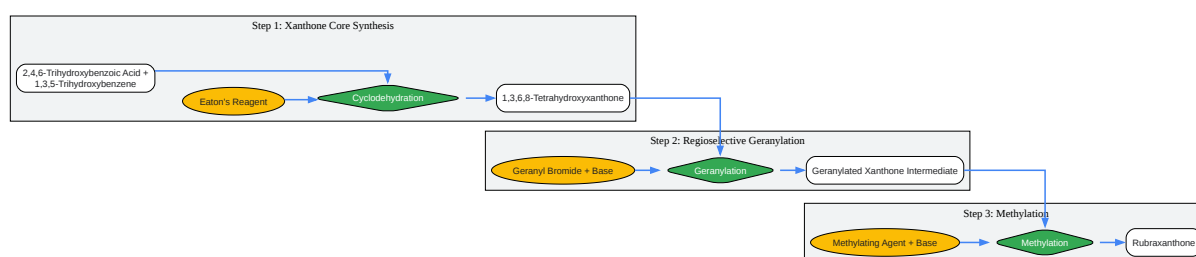 Step 1: Xanthone Core Synthesis
2,4,6-Trihydroxybenzoic Acid +
1,3,5-Trihydroxybenzene
Eaton's Reagent
Cyclodehydration
1,3,6,8-Tetrahydroxyxanthone
Step 2: Regioselective Geranylation
Geranyl Bromide + Base
Geranylation
Geranylated Xanthone Intermediate
Step 3: Methylation
Methylating Agent + Base
Methylation
Rubraxanthone